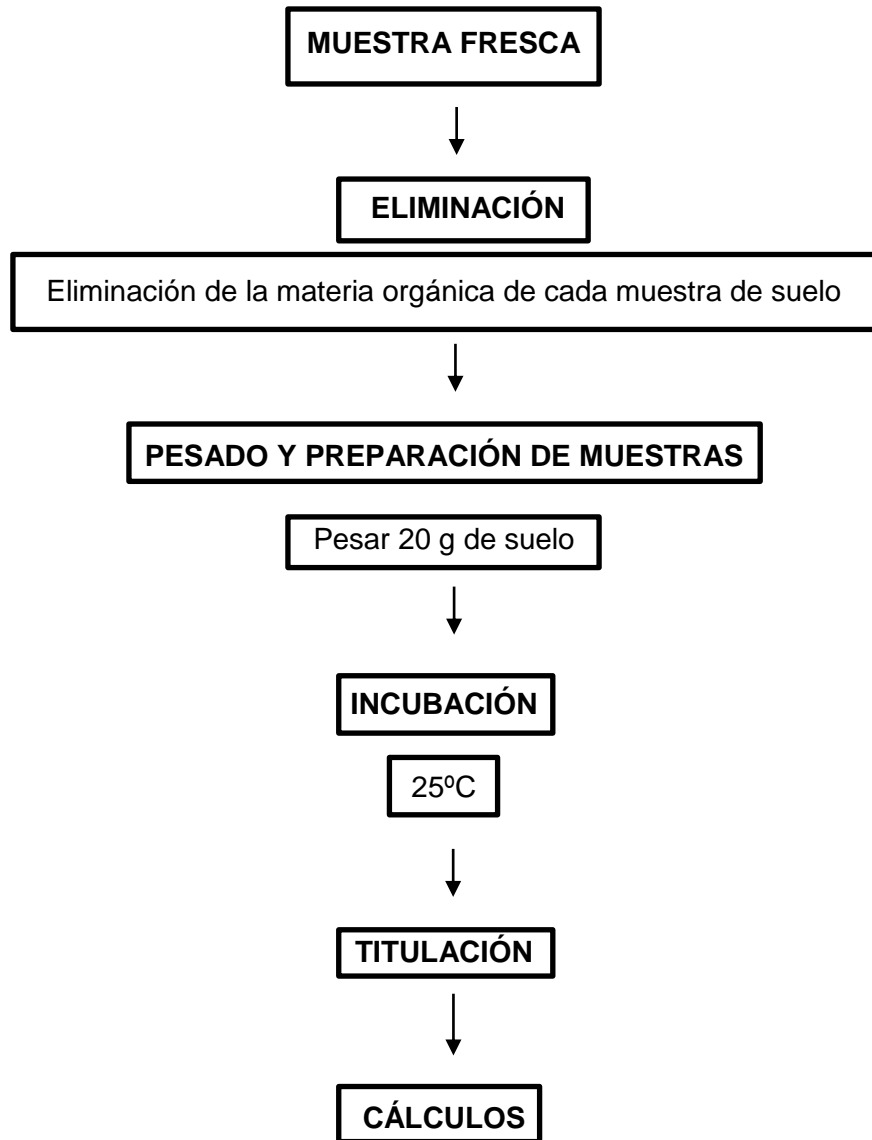 MUESTRA FRESCA
ELIMINACIÓN
Eliminación de la materia orgánica de cada muestra de suelo
PESADO Y PREPARACIÓN DE MUESTRAS
Pesar 20 g de suelo
INCUBACIÓN
25ºC
TITULACIÓN
CÁLCULOS